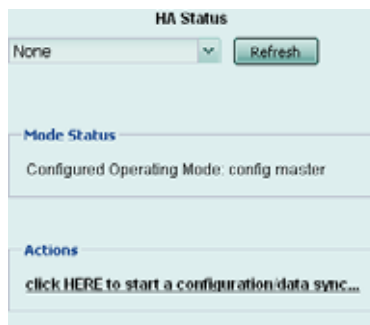 HA Status
None
Refresh
Mode Status
Configured Operating Mode: config master
Actions
click HERE to start a configuration/data sync...